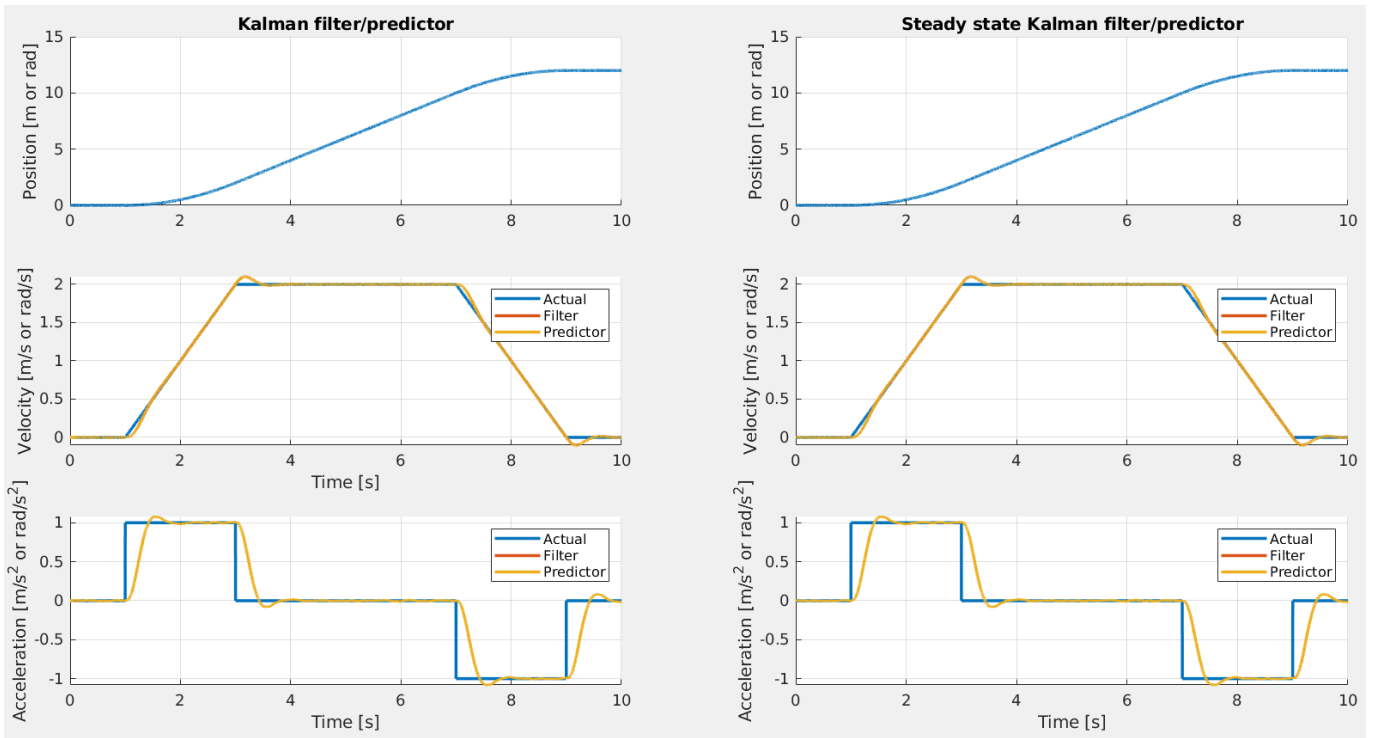 Kalman filter/predictor
Position [m or rad]
15
10
5
0
0 2 4 6 8 10
Velocity [m/s or rad/s]
2
1.5
1
0.5
0
Actual
Filter
Predictor
0 2 4 6 8 10
Time [s]
Acceleration [m/s² or rad/s²]
1
0.5
0
-0.5
-1
Actual
Filter
Predictor
0 2 4 6 8 10
Time [s]
Steady state Kalman filter/predictor
Position [m or rad]
15
10
5
0
0 2 4 6 8 10
Velocity [m/s or rad/s]
2
1.5
1
0.5
0
Actual
Filter
Predictor
0 2 4 6 8 10
Acceleration [m/s² or rad/s²]
1
0.5
0
-0.5
-1
Actual
Filter
Predictor
0 2 4 6 8 10
Time [s]